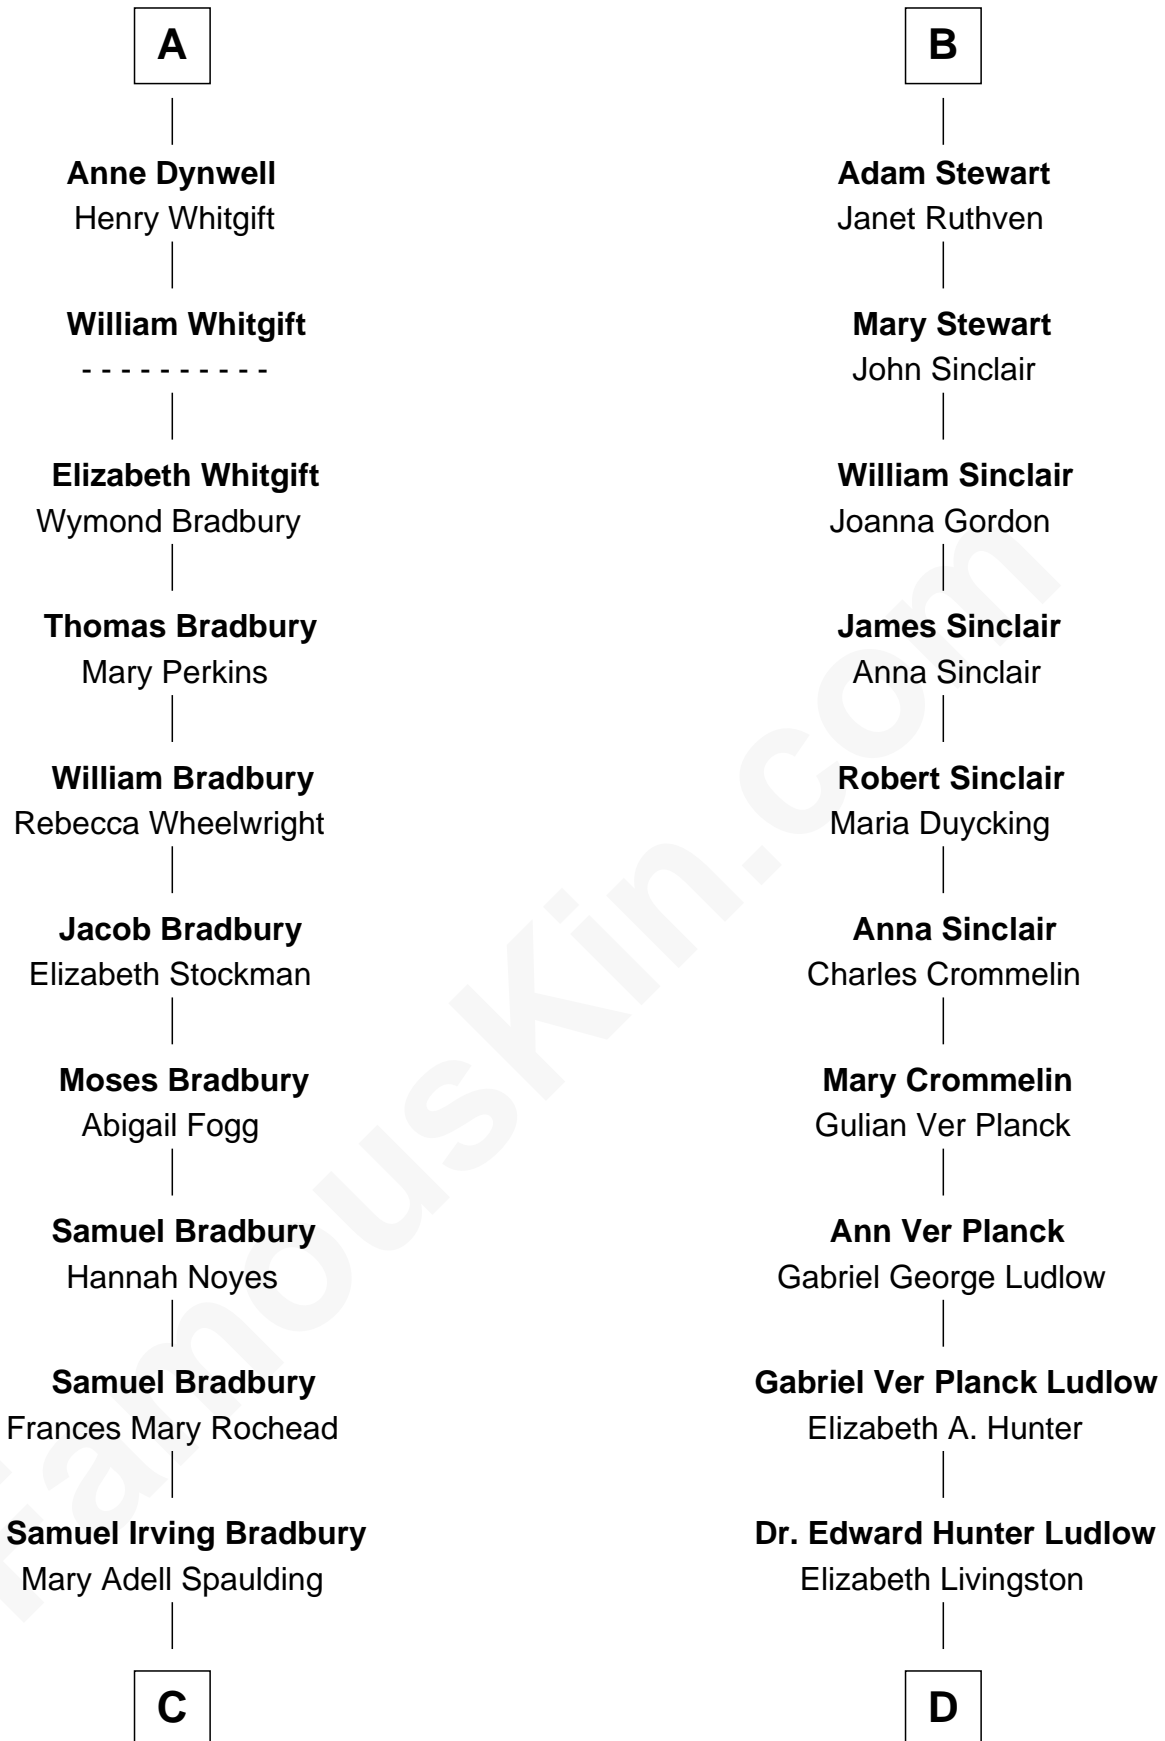 A
Anne Dynwell
Henry Whitgift
William Whitgift
- - - - - - - - - -
Elizabeth Whitgift
Wymond Bradbury
Thomas Bradbury
Mary Perkins
William Bradbury
Rebecca Wheelwright
Jacob Bradbury
Elizabeth Stockman
Moses Bradbury
Abigail Fogg
Samuel Bradbury
Hannah Noyes
Samuel Bradbury
Frances Mary Rochead
Samuel Irving Bradbury
Mary Adell Spaulding
C
B
Adam Stewart
Janet Ruthven
Mary Stewart
John Sinclair
William Sinclair
Joanna Gordon
James Sinclair
Anna Sinclair
Robert Sinclair
Maria Duycking
Anna Sinclair
Charles Crommelin
Mary Crommelin
Gulian Ver Planck
Ann Ver Planck
Gabriel George Ludlow
Gabriel Ver Planck Ludlow
Elizabeth A. Hunter
Dr. Edward Hunter Ludlow
Elizabeth Livingston
D
FamousKin.com